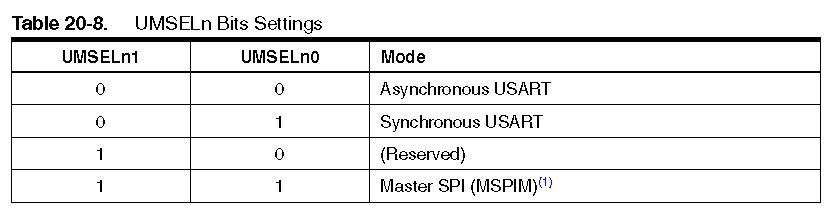 Table 20-8. UMSELn Bits Settings
UMSELn1 UMSELn0 Mode
0 0 Asynchronous USART
0 1 Synchronous USART
1 0 (Reserved)
1 1 Master SPI (MSPIM)(1)